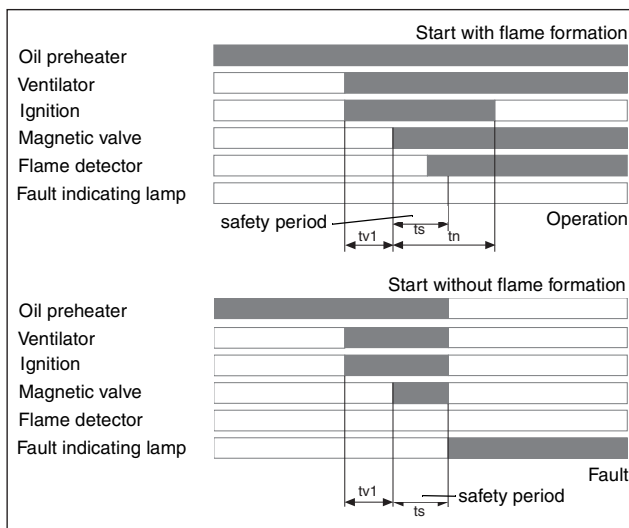 Start with flame formation
Oil preheater
Ventilator
Ignition
Magnetic valve
Flame detector
Fault indicating lamp
safety period
ts
Operation
tv1
tn
Start without flame formation
Oil preheater
Ventilator
Ignition
Magnetic valve
Flame detector
Fault indicating lamp
Fault
tv1
ts
safety period